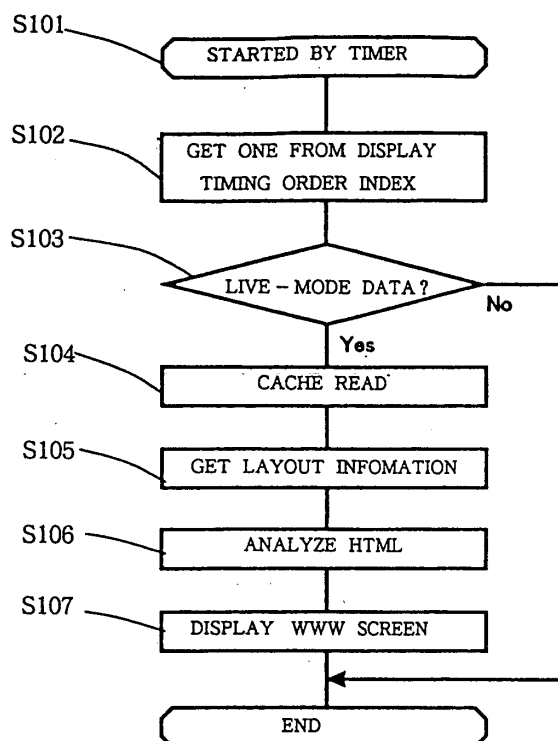 S101
STARTED BY TIMER
S102
GET ONE FROM DISPLAY
TIMING ORDER INDEX
S103
LIVE-MODE DATA?
No
Yes
S104
CACHE READ
S105
GET LAYOUT INFOMATION
S106
ANALYZE HTML
S107
DISPLAY WWW SCREEN
END